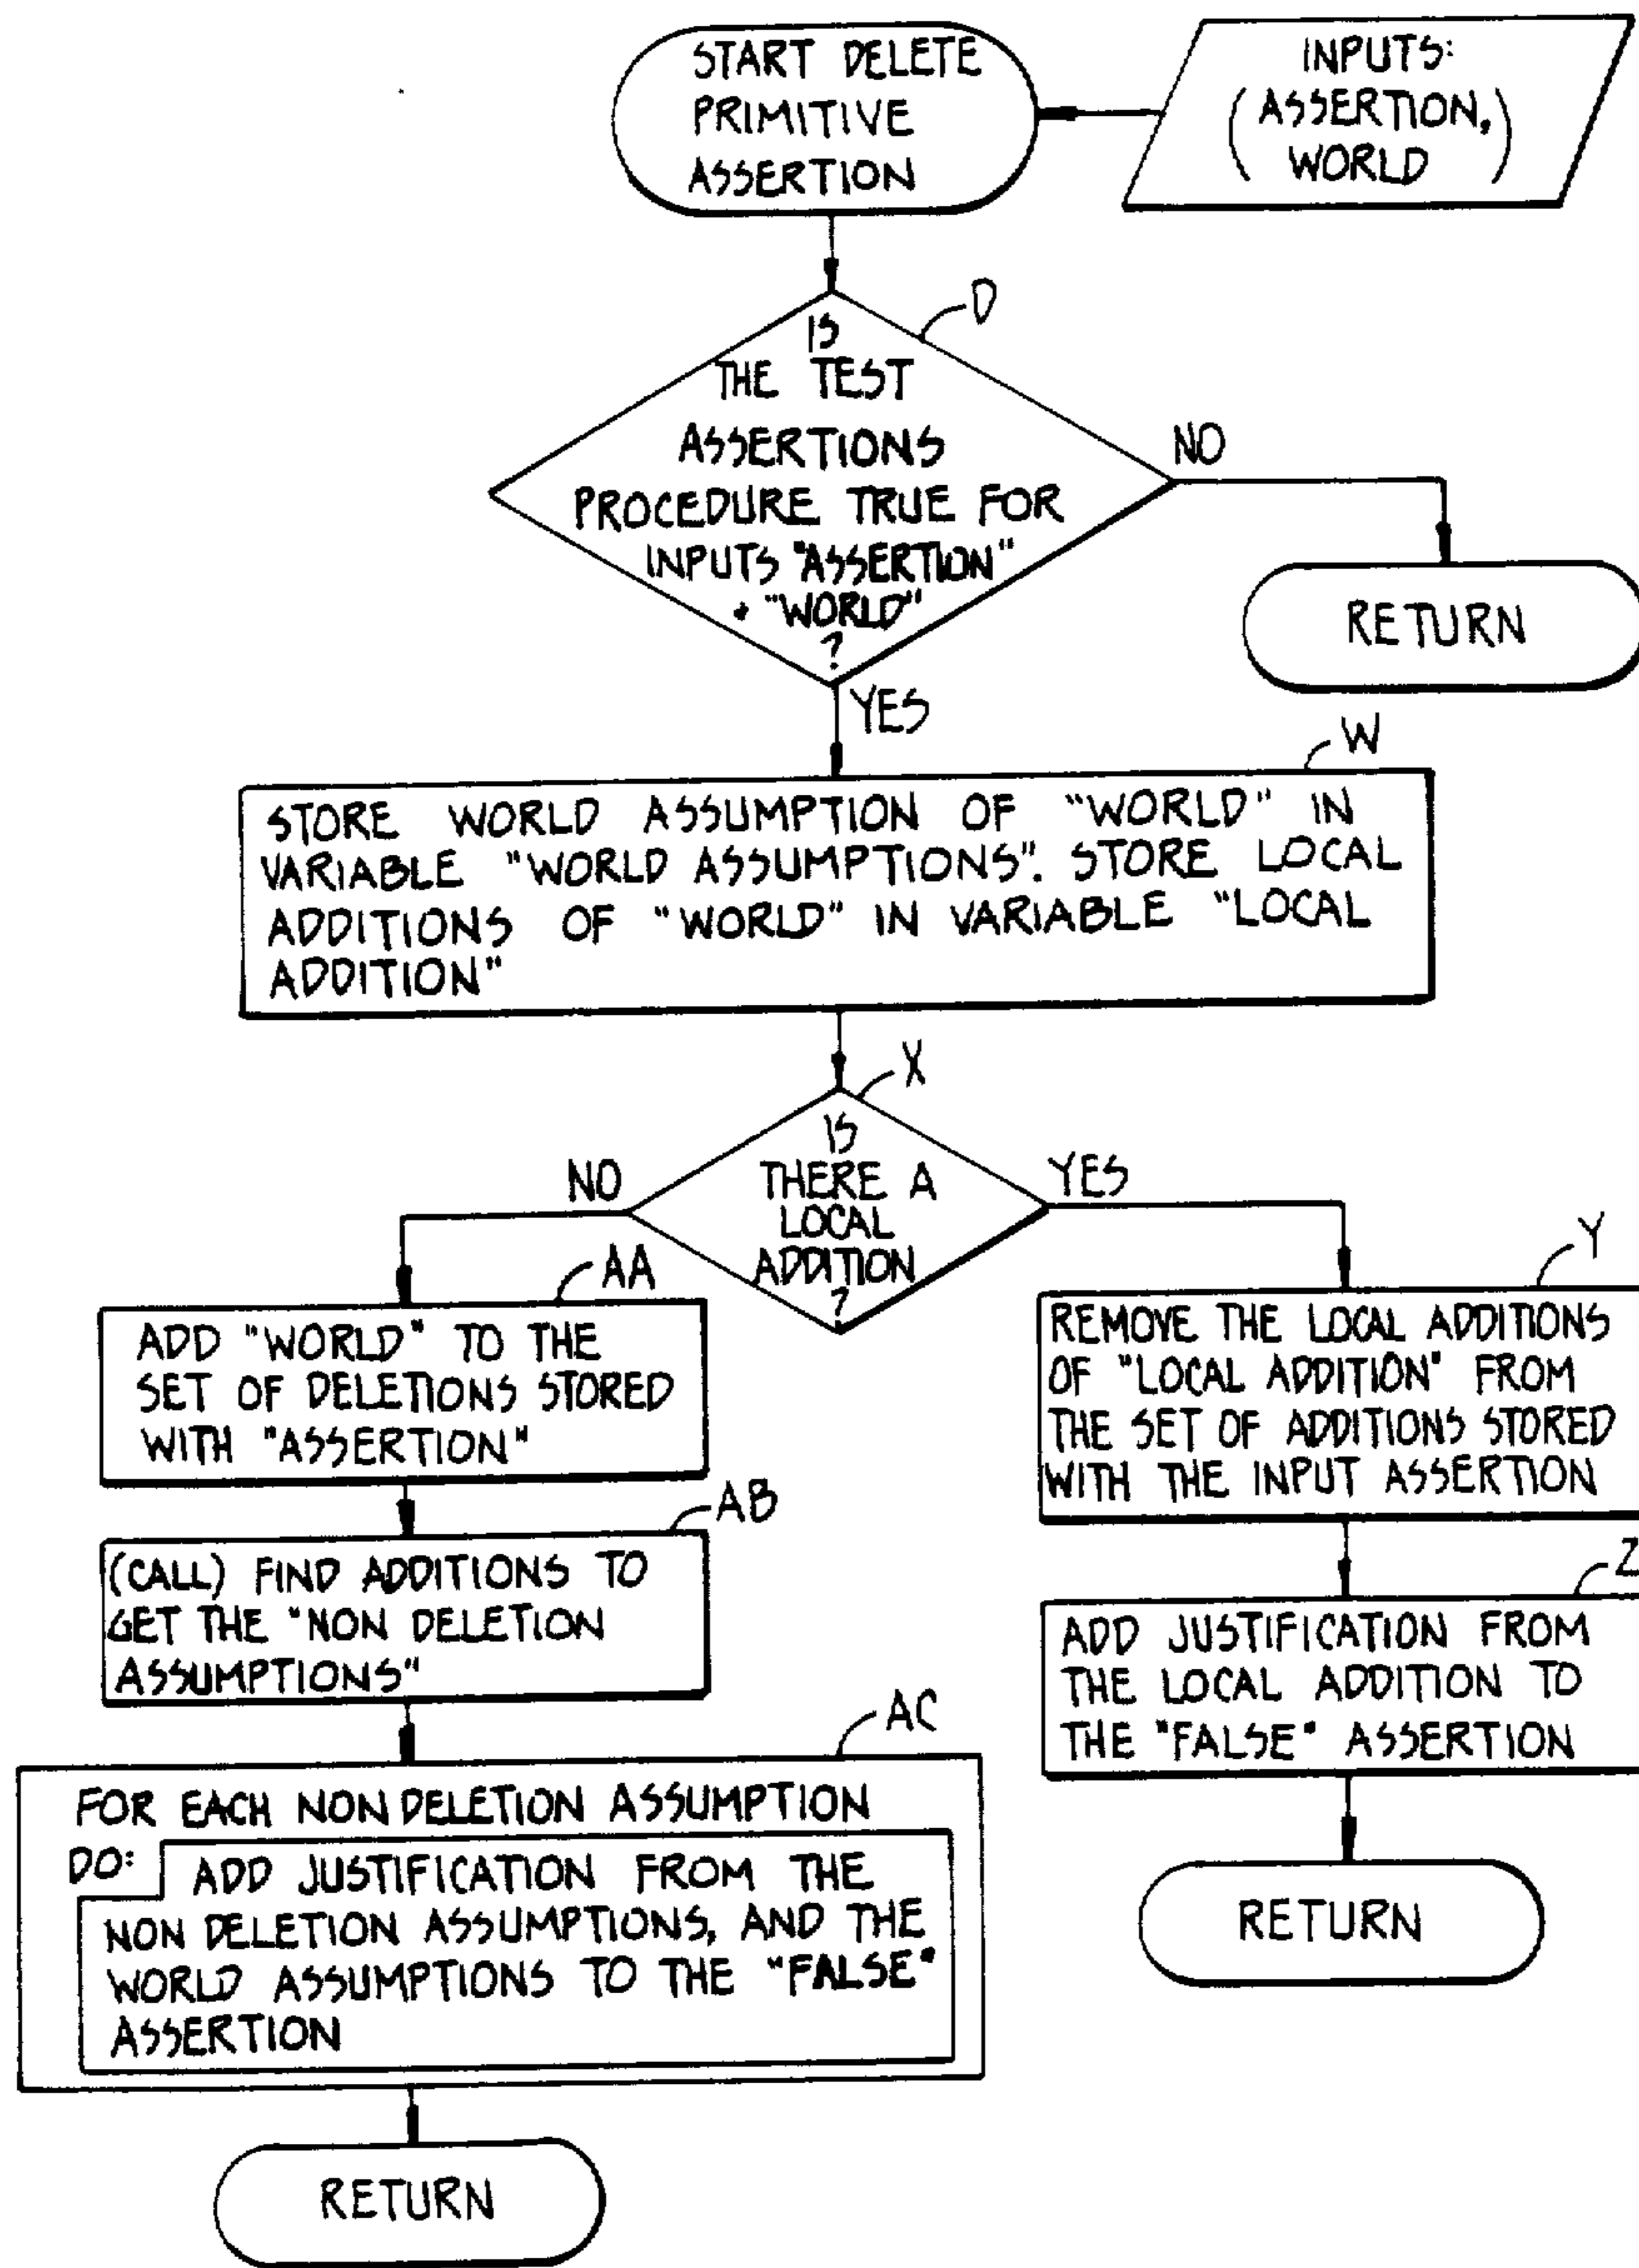 START DELETE
PRIMITIVE
ASSERTION
INPUTS:
(ASSERTION,
WORLD)
D
IS
THE TEST
ASSERTIONS
PROCEDURE TRUE FOR
INPUTS "ASSERTION"
+ "WORLD"
?
NO
RETURN
YES
W
STORE WORLD ASSUMPTION OF "WORLD" IN
VARIABLE "WORLD ASSUMPTIONS". STORE LOCAL
ADDITIONS OF "WORLD" IN VARIABLE "LOCAL
ADDITION"
X
IS
THERE A
LOCAL
ADDITION
?
NO
YES
AA
ADD "WORLD" TO THE
SET OF DELETIONS STORED
WITH "ASSERTION"
AB
(CALL) FIND ADDITIONS TO
GET THE "NON DELETION
ASSUMPTIONS"
AC
FOR EACH NON DELETION ASSUMPTION
DO:
ADD JUSTIFICATION FROM THE
NON DELETION ASSUMPTIONS, AND THE
WORLD ASSUMPTIONS TO THE "FALSE"
ASSERTION
RETURN
Y
REMOVE THE LOCAL ADDITIONS
OF "LOCAL ADDITION" FROM
THE SET OF ADDITIONS STORED
WITH THE INPUT ASSERTION
Z
ADD JUSTIFICATION FROM
THE LOCAL ADDITION TO
THE "FALSE" ASSERTION
RETURN